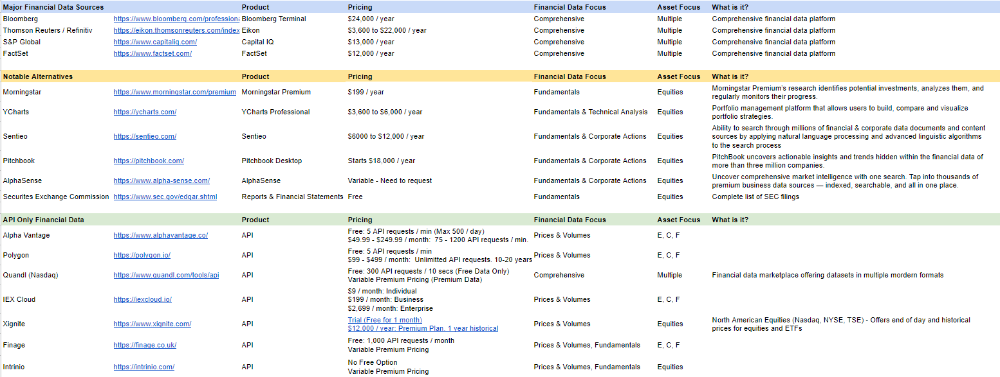 Major Financial Data Sources Product Pricing Financial Data Focus Asset Focus What is it?
Bloomberg https://www.bloomberg.com/professiona Bloomberg Terminal $24,000 / year Comprehensive Multiple Comprehensive financial data platform
Thomson Reuters / Refinitiv https://eikon.thomsonreuters.com/index Eikon $3,600 to $22,000 / year Comprehensive Multiple Comprehensive financial data platform
S&P Global https://www.capitaliq.com/ Capital IQ $13,000 / year Comprehensive Multiple Comprehensive financial data platform
FactSet https://www.factset.com/ FactSet $12,000 / year Comprehensive Multiple Comprehensive financial data platform
Notable Alternatives Product Pricing Financial Data Focus Asset Focus What is it?
Morningstar https://www.morningstar.com/premium Morningstar Premium $199 / year Fundamentals Equities Morningstar Premium's research identifies potential investments, analyzes them, and
regularly monitors their progress.
YCharts https://ycharts.com/ YCharts Professional $3,600 to $6,000 / year Fundamentals & Technical Analysis Equities Portfolio management platform that allows users to build, compare and visualize
portfolio strategies.
Sentieo https://sentieo.com/ Sentieo $6000 to $12,000 / year Fundamentals & Corporate Actions Equities Ability to search through millions of financial & corporate data documents and content
sources by applying natural language processing and advanced linguistic algorithms
to the search process
Pitchbook https://pitchbook.com/ Pitchbook Desktop Starts $18,000 / year Fundamentals & Corporate Actions Equities PitchBook uncovers actionable insights and trends hidden within the financial data of
more than three million companies.
AlphaSense https://www.alpha-sense.com/ AlphaSense Variable - Need to request Fundamentals & Corporate Actions Equities Uncover comprehensive market intelligence with one search. Tap into thousands of
premium business data sources — indexed, searchable, and all in one place.
Securites Exchange Commission https://www.sec.gov/edgar.shtml Reports & Financial Statements Free Fundamentals Equities Complete list of SEC filings
API Only Financial Data Product Pricing Financial Data Focus Asset Focus What is it?
Alpha Vantage https://www.alphavantage.co/ API Free: 5 API requests / min (Max 500 / day)
$49.99 - $249.99 / month: 75 - 1200 API requests / min. Prices & Volumes E, C, F
Polygon https://polygon.io/ API Free: 5 API requests / min
$99 - $499 / month: Unlimitted API requests. 10-20 years Prices & Volumes E, C, F
Quandl (Nasdaq) https://www.quandl.com/tools/api API Free: 300 API requests / 10 secs (Free Data Only)
Variable Premium Pricing (Premium Data) Comprehensive Multiple Financial data marketplace offering datasets in multiple mordern formats
IEX Cloud https://iexcloud.io/ API $9 / month: Individual
$199 / month: Business
$2,699 / month: Enterprise Prices & Volumes E, C, F
Xignite https://www.xignite.com/ API Trial (Free for 1 month)
$12,000 / year: Premium Plan. 1 year historical Prices & Volumes Equities North American Equities (Nasdaq, NYSE, TSE) - Offers end of day and historical
prices for equities and ETFs
Finage https://finage.co.uk/ API Free: 1,000 API requests / month
Variable Premium Pricing Prices & Volumes, Fundamentals E, C, F
Intrinio https://intrinio.com/ API No Free Option
Variable Premium Pricing Prices & Volumes, Fundamentals Equities